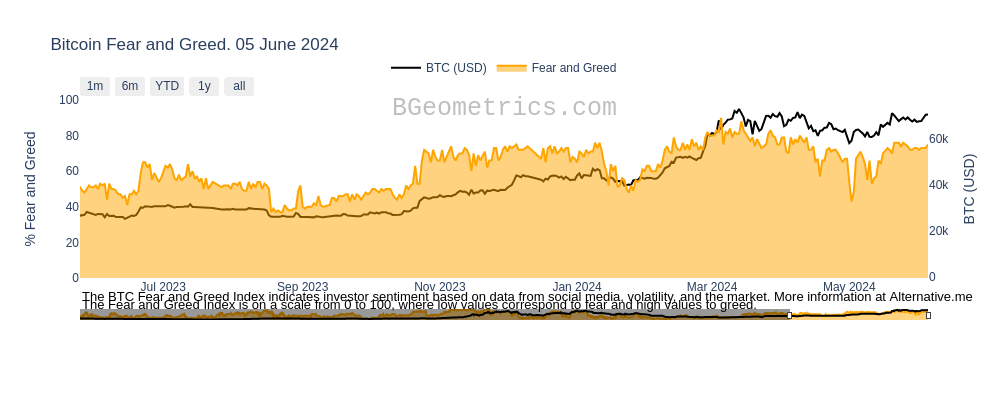 Bitcoin Fear and Greed. 05 June 2024
BTC (USD) Fear and Greed
1m 6m YTD 1y all
BGeometrics.com
100
80
60
40
20
0
% Fear and Greed
60k
40k
20k
0
BTC (USD)
Jul 2023 Sep 2023 Nov 2023 Jan 2024 Mar 2024 May 2024
The BTC Fear and Greed Index indicates investor sentiment based on data from social media, volatility, and the market. More information at Alternative.me
The Fear and Greed Index is on a scale from 0 to 100, where low values correspond to fear and high values to greed.